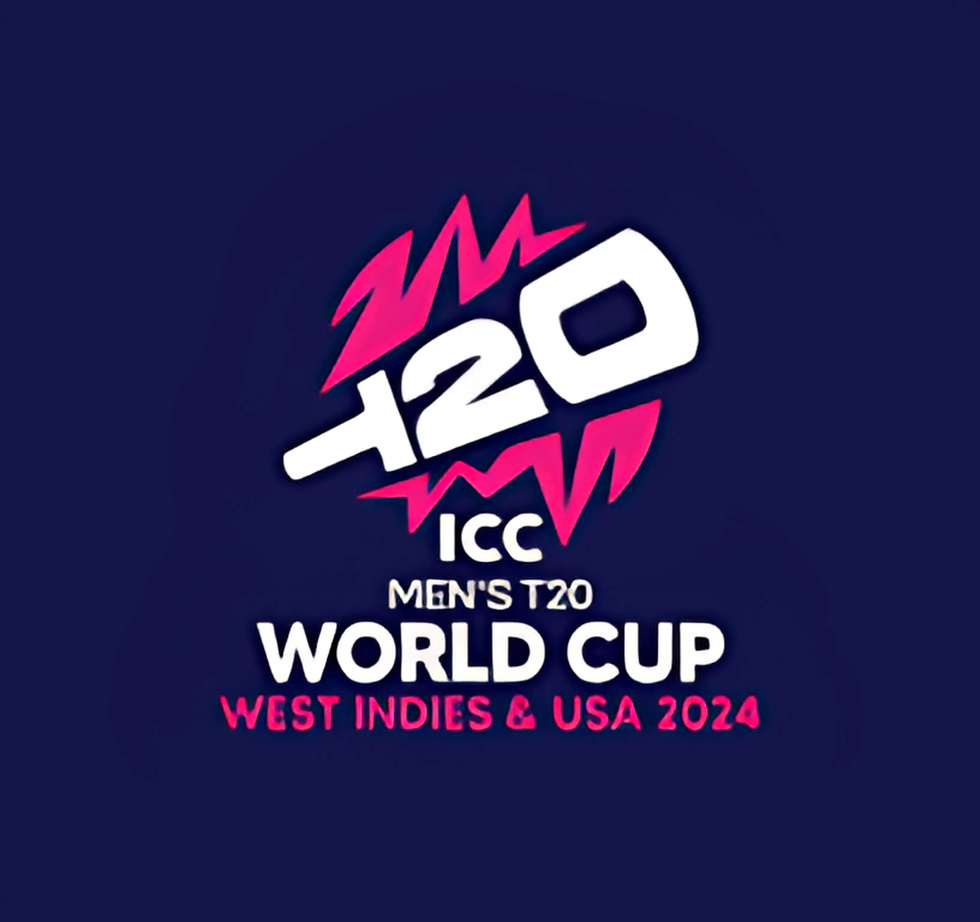 T20
ICC
MEN'S T20
WORLD CUP
WEST INDIES & USA 2024